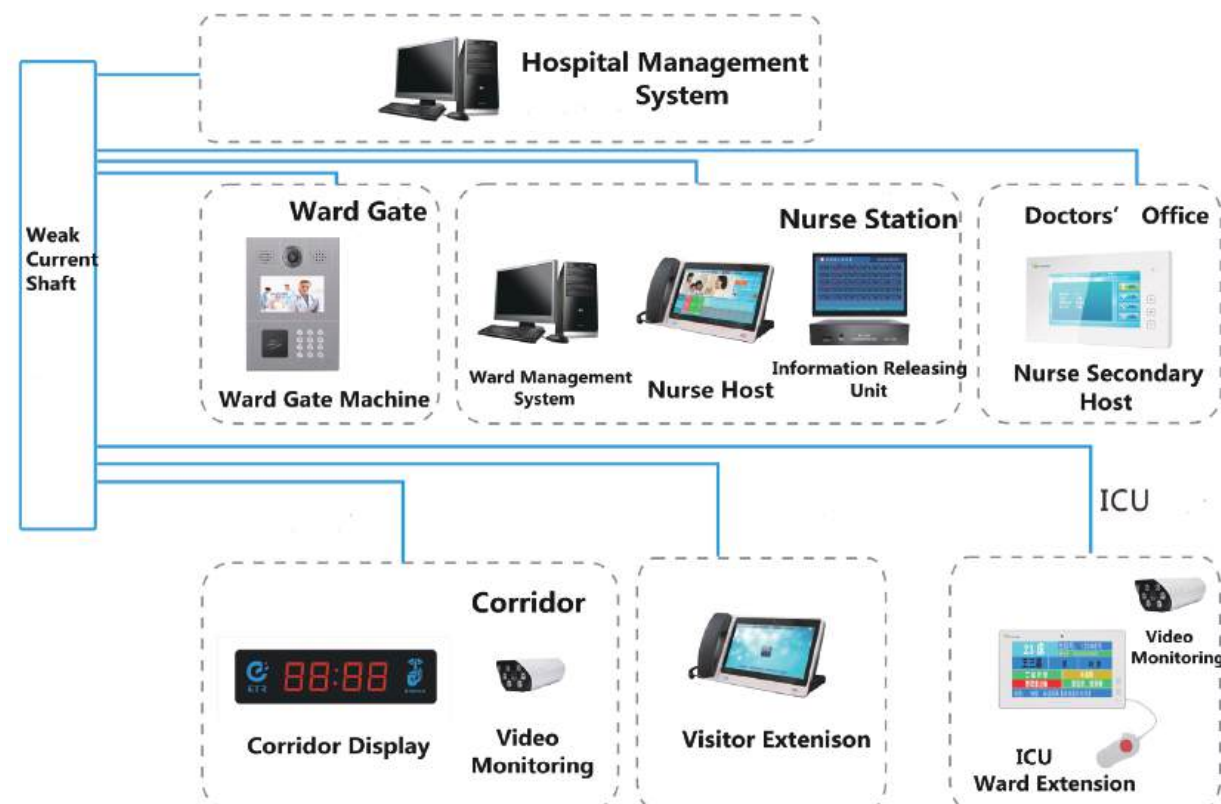 Hospital Management
System
Weak
Current
Shaft
Ward Gate
Ward Gate Machine
Nurse Station
Ward Management
System
Nurse Host
Information Releasing
Unit
Doctors' Office
Nurse Secondary
Host
Corridor
88:88
ETR
Corridor Display
Video
Monitoring
Visitor Extenison
ICU
Video
Monitoring
ICU
Ward Extension